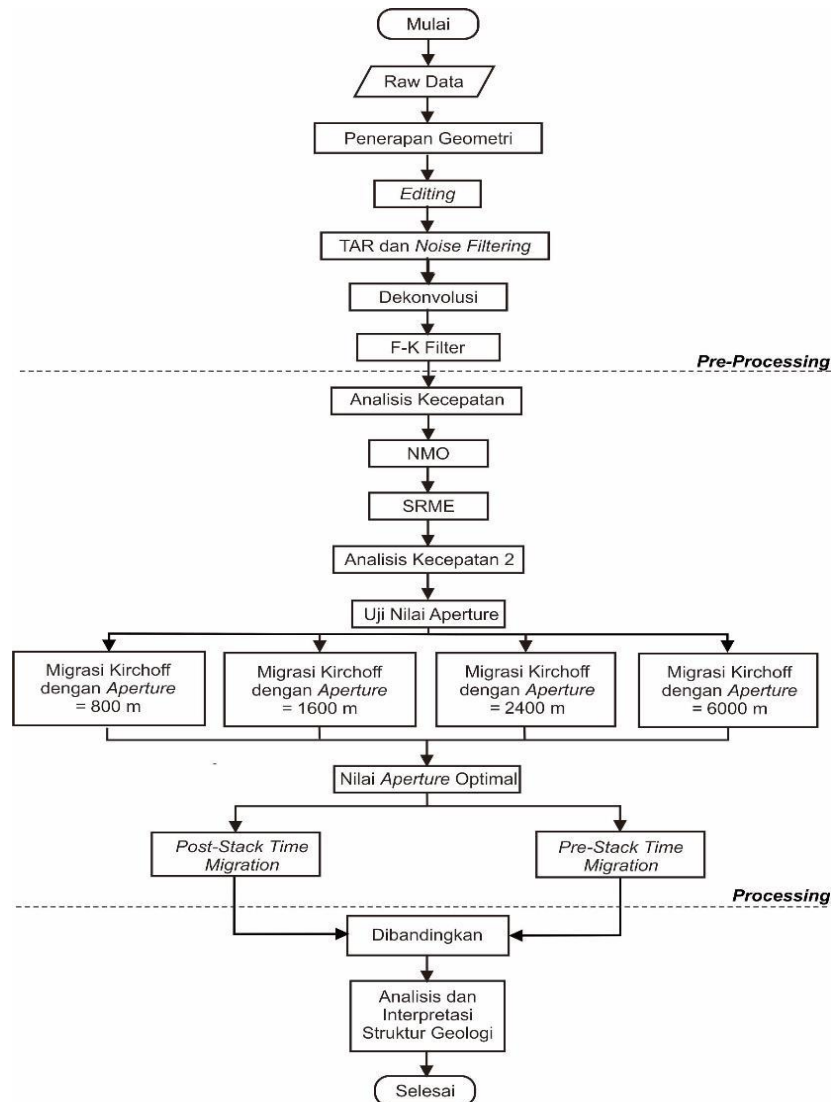 Mulai
Raw Data
Penerapan Geometri
Editing
TAR dan Noise Filtering
Dekonvolusi
F-K Filter
Pre-Processing
Analisis Kecepatan
NMO
SRME
Analisis Kecepatan 2
Uji Nilai Aperture
Migrasi Kirchoff
dengan Aperture
= 800 m
Migrasi Kirchoff
dengan Aperture
= 1600 m
Migrasi Kirchoff
dengan Aperture
= 2400 m
Migrasi Kirchoff
dengan Aperture
= 6000 m
Nilai Aperture Optimal
Post-Stack Time
Migration
Pre-Stack Time
Migration
Processing
Dibandingkan
Analisis dan
Interpretasi
Struktur Geologi
Selesai